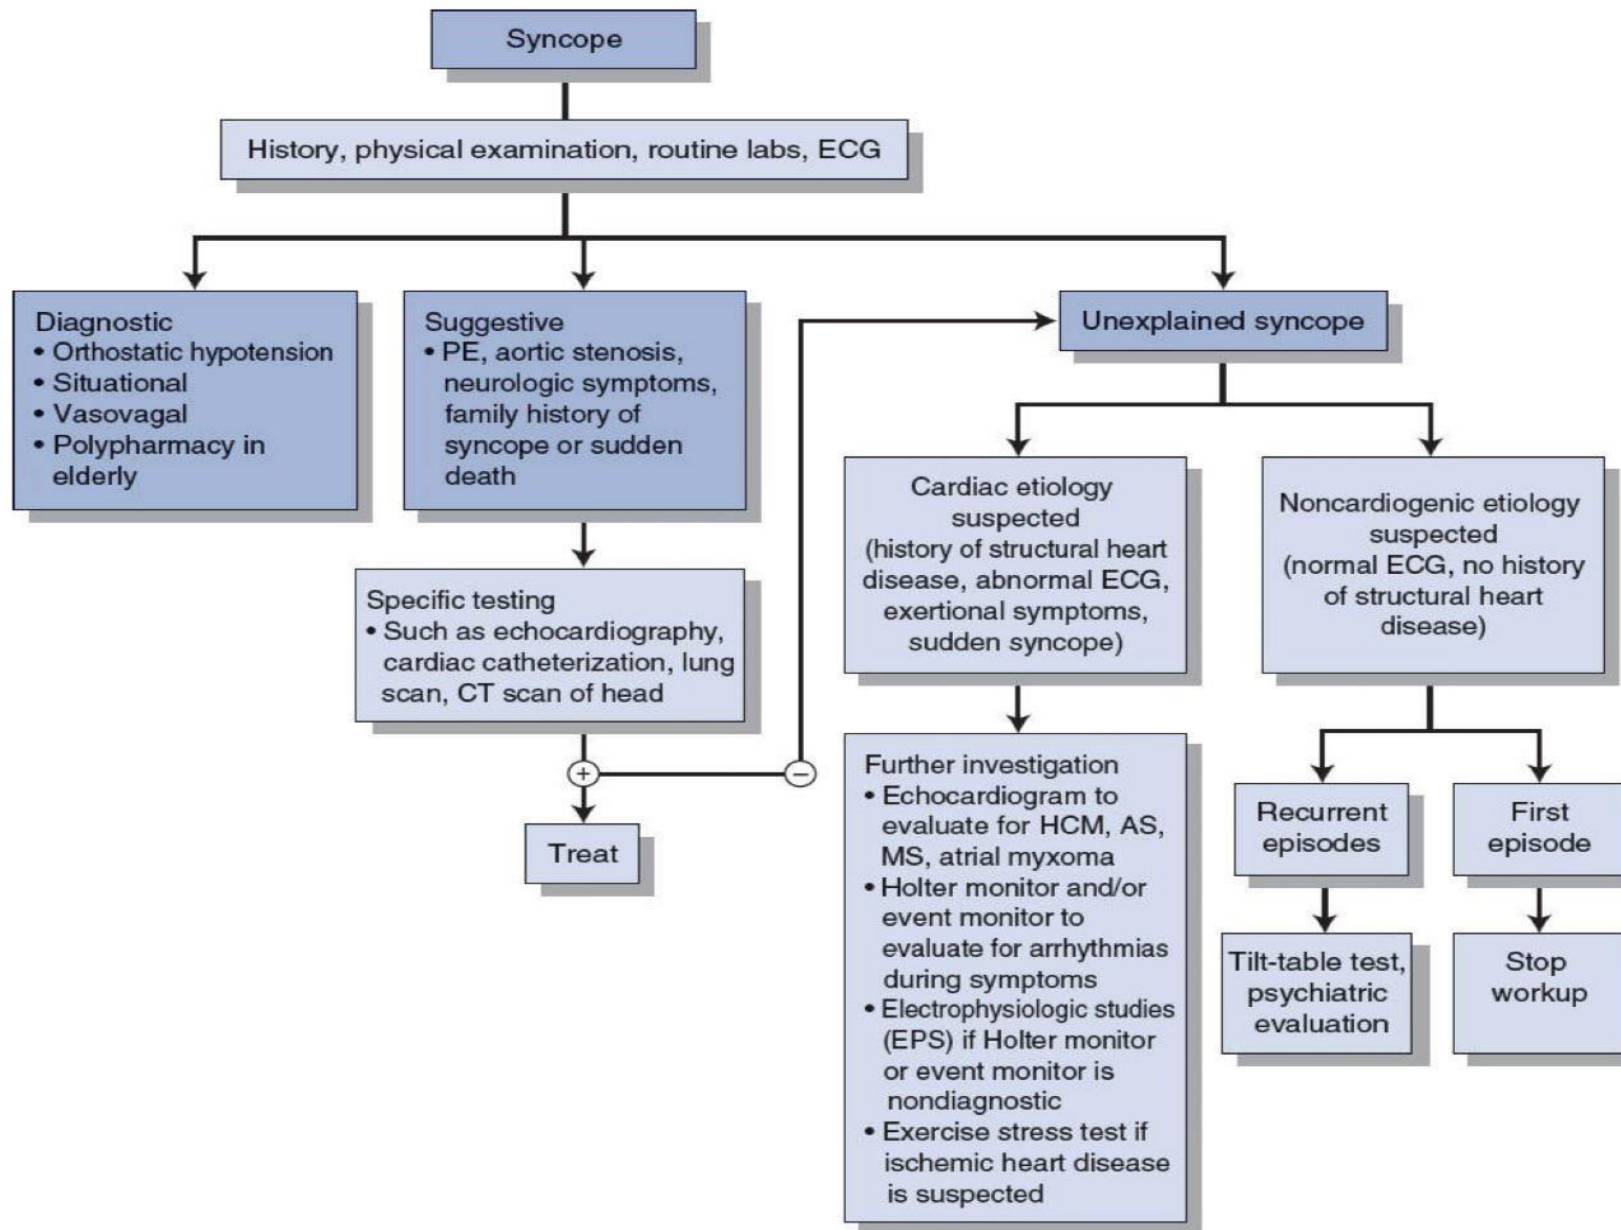 Syncope
History, physical examination, routine labs, ECG
Diagnostic
• Orthostatic hypotension
• Situational
• Vasovagal
• Polypharmacy in
elderly
Suggestive
• PE, aortic stenosis,
neurologic symptoms,
family history of
syncope or sudden
death
Unexplained syncope
Specific testing
• Such as echocardiography,
cardiac catheterization, lung
scan, CT scan of head
+
−
Treat
Cardiac etiology
suspected
(history of structural heart
disease, abnormal ECG,
exertional symptoms,
sudden syncope)
Noncardiogenic etiology
suspected
(normal ECG, no history
of structural heart
disease)
Further investigation
• Echocardiogram to
evaluate for HCM, AS,
MS, atrial myxoma
• Holter monitor and/or
event monitor to
evaluate for arrhythmias
during symptoms
• Electrophysiologic studies
(EPS) if Holter monitor
or event monitor is
nondiagnostic
• Exercise stress test if
ischemic heart disease
is suspected
Recurrent
episodes
First
episode
Tilt-table test,
psychiatric
evaluation
Stop
workup